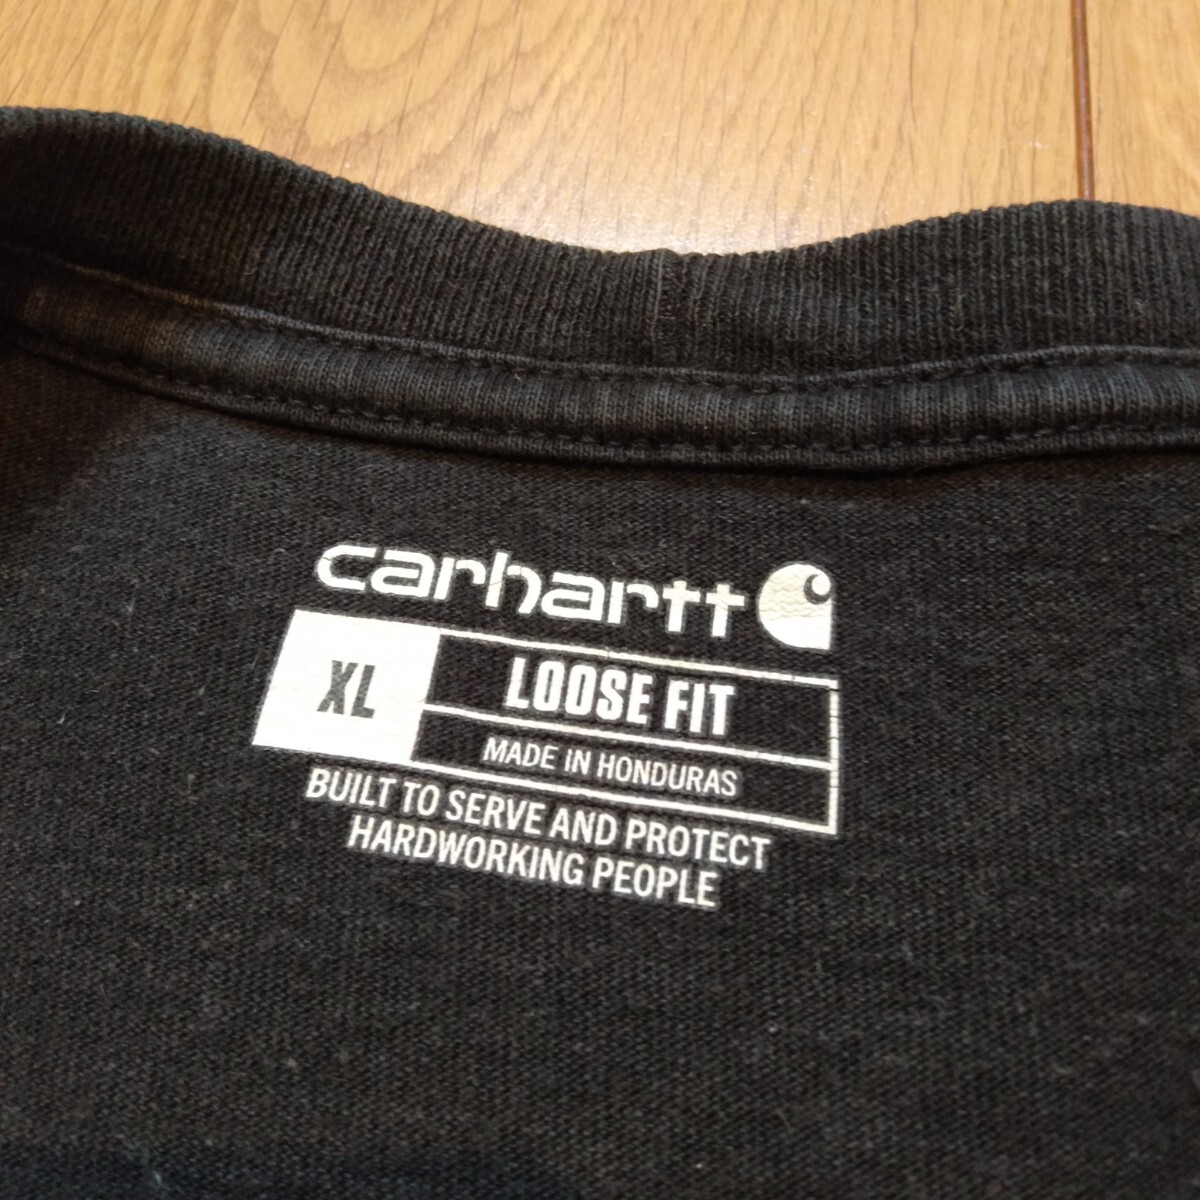 carhartt
XL
LOOSE FIT
MADE IN HONDURAS
BUILT TO SERVE AND PROTECT
HARDWORKING PEOPLE